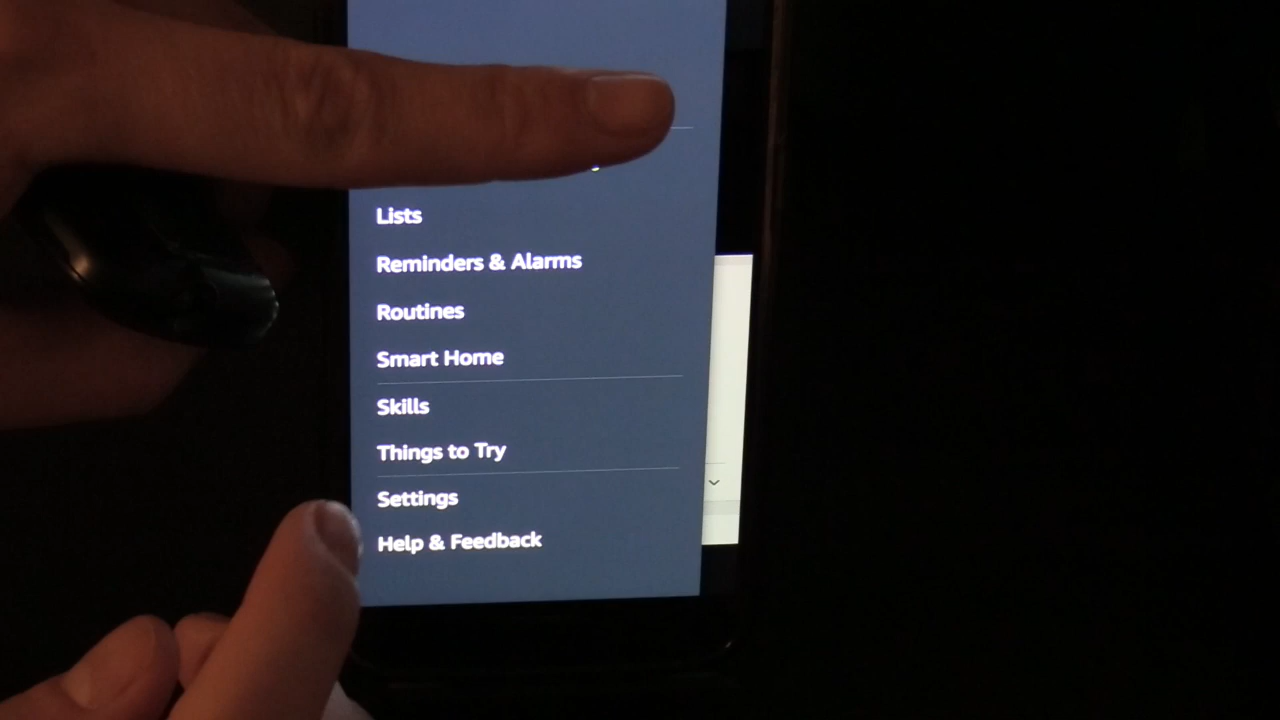 Lists
Reminders & Alarms
Routines
Smart Home
Skills
Things to Try
Settings
Help & Feedback